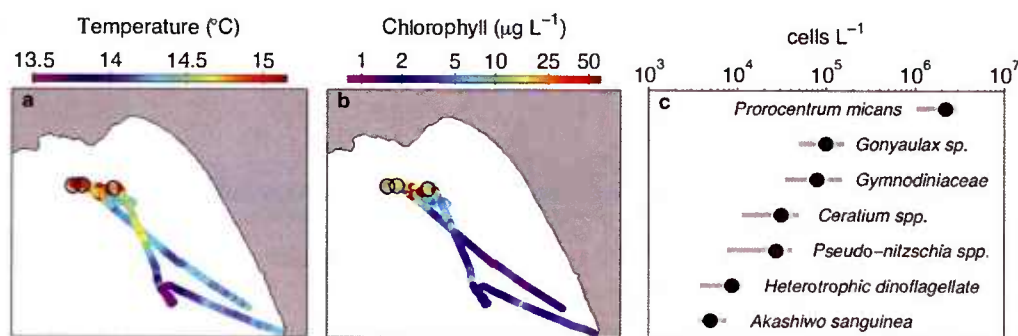 Temperature (°C)
13.5 14 14.5 15
a
Chlorophyll (μg L⁻¹)
1 2 5 10 25 50
b
cells L⁻¹
10³ 10⁴ 10⁵ 10⁶ 10⁷
c
Prorocentrum micans
Gonyaulax sp.
Gymnodiniaceae
Ceratium spp.
Pseudo–nitzschia spp.
Heterotrophic dinoflagellate
Akashiwo sanguinea